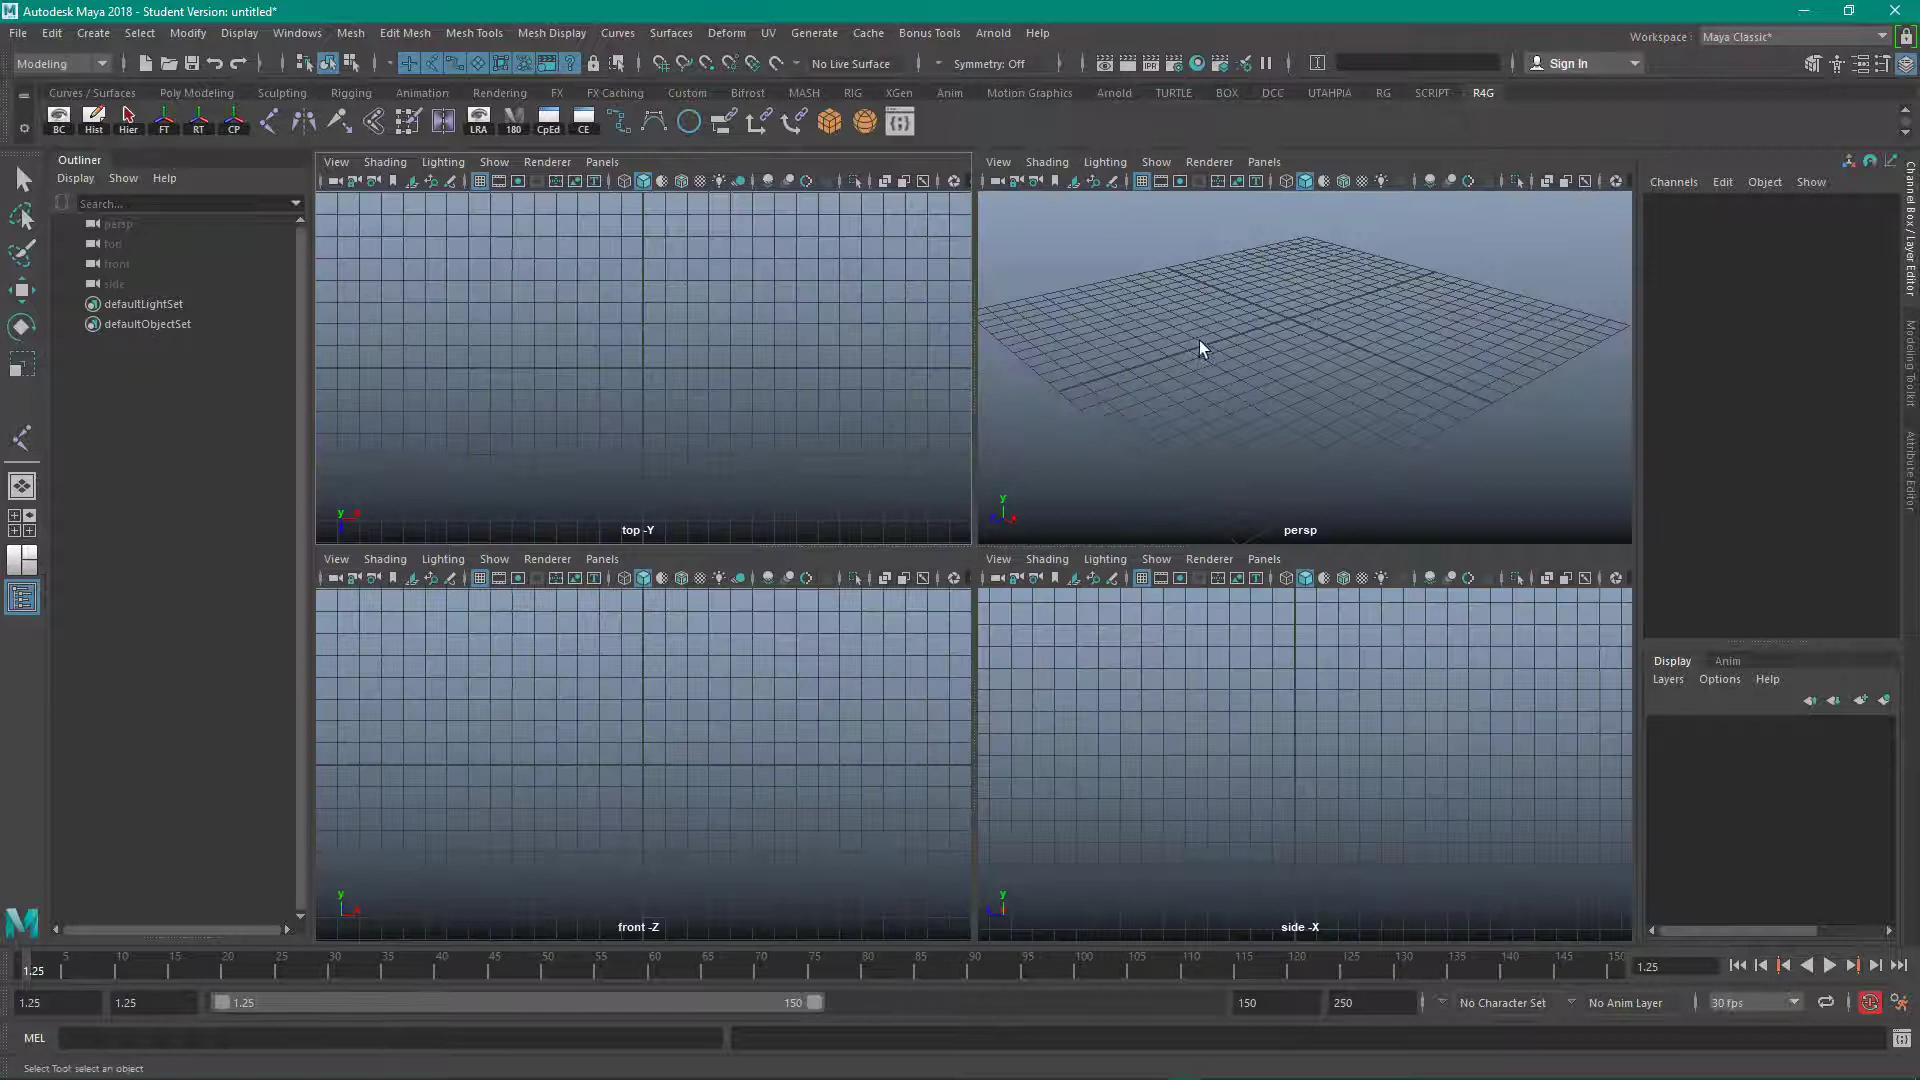 Autodesk Maya 2018 - Student Version: untitled*
File Edit Create Select Modify Display Windows Mesh Edit Mesh Mesh Tools Mesh Display Curves Surfaces Deform UV Generate Cache Bonus Tools Arnold Help
Workspace : Maya Classic*
Modeling No Live Surface Symmetry: Off Sign In
Curves / Surfaces Poly Modeling Sculpting Rigging Animation Rendering FX FX Caching Custom Bifrost MASH RIG XGen Anim Motion Graphics Arnold TURTLE BOX DCC UTAHPIA RG SCRIPT R4G
BC Hist Hier FT RT CP LRA 180 CpEd CE
Outliner
Display Show Help
Search...
persp
top
front
side
defaultLightSet
defaultObjectSet
View Shading Lighting Show Renderer Panels
y x
top -Y
View Shading Lighting Show Renderer Panels
y x
persp
View Shading Lighting Show Renderer Panels
y x
front -Z
View Shading Lighting Show Renderer Panels
y
side -X
Channels Edit Object Show
Channel Box / Layer Editor
Modeling Toolkit
Attribute Editor
Display Anim
Layers Options Help
5 10 15 20 25 30 35 40 45 50 55 60 65 70 75 80 85 90 95 100 105 110 115 120 125 130 135 140 145 150
1.25 1.25
1.25 1.25 1.25 150 150 250 No Character Set No Anim Layer 30 fps
MEL
Select Tool: select an object